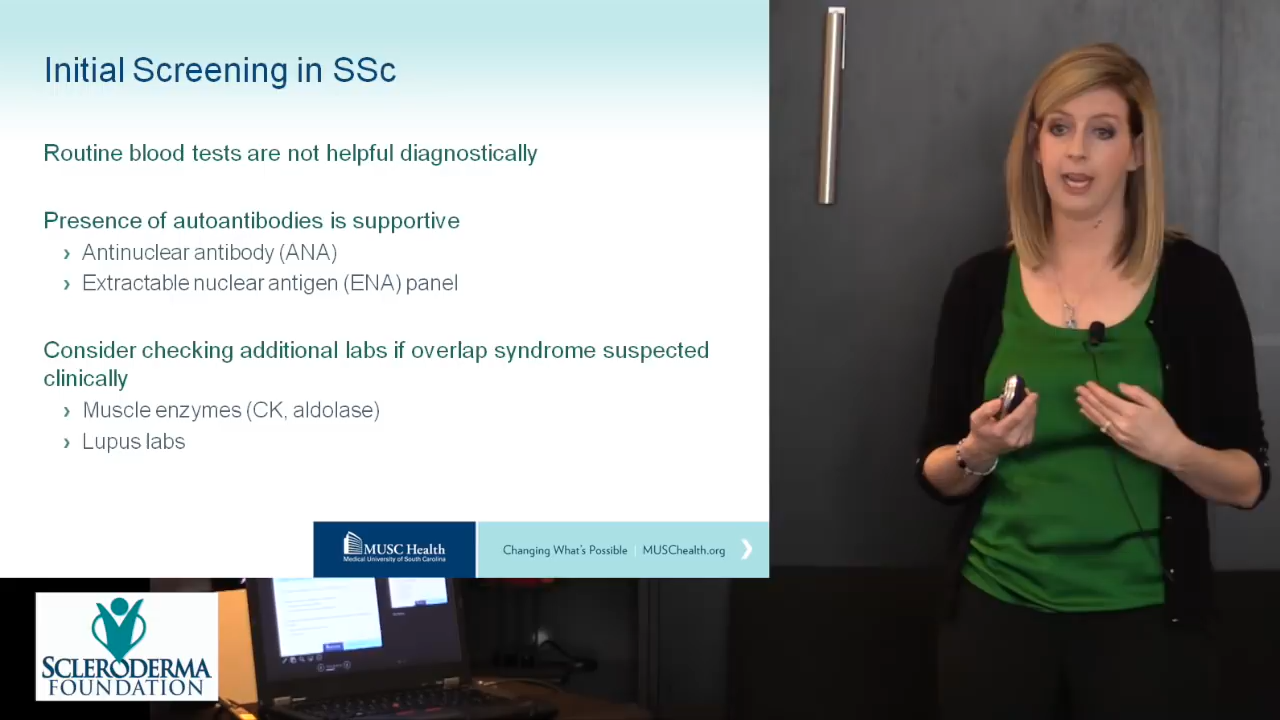 Initial Screening in SSc
Routine blood tests are not helpful diagnostically
Presence of autoantibodies is supportive
› Antinuclear antibody (ANA)
› Extractable nuclear antigen (ENA) panel
Consider checking additional labs if overlap syndrome suspected
clinically
› Muscle enzymes (CK, aldolase)
› Lupus labs
MUSC Health
Medical University of South Carolina
Changing What's Possible | MUSChealth.org
SCLERODERMA
FOUNDATION